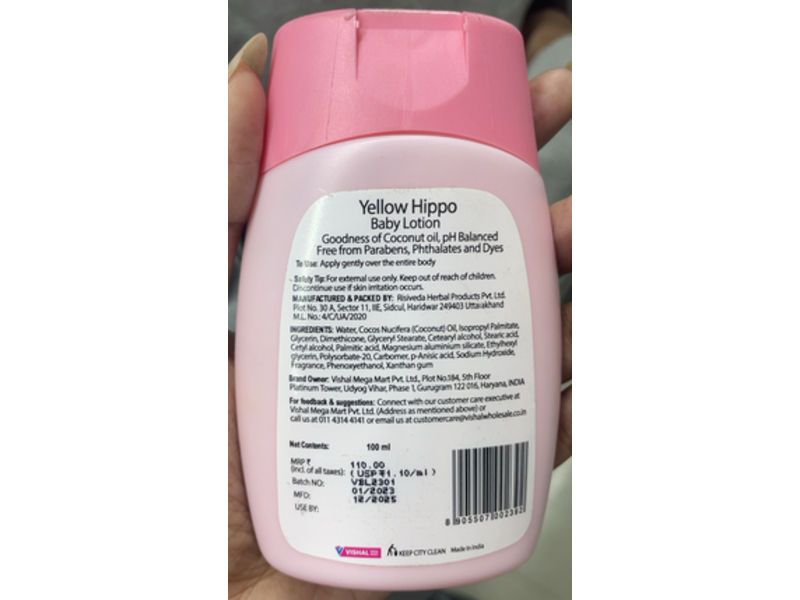 Yellow Hippo
Baby Lotion
Goodness of Coconut oil, pH Balanced
Free from Parabens, Phthalates and Dyes
To Use: Apply gently over the entire body
Safety Tip: For external use only. Keep out of reach of children.
Discontinue use if skin irritation occurs.
MANUFACTURED & PACKED BY: Risiveda Herbal Products Pvt. Ltd.
Plot No. 30 A, Sector 11, IIE, Sidcul, Haridwar 249403 Uttarakhand
M.L. No.: 4/C/UA/2020
INGREDIENTS: Water, Cocos Nucifera (Coconut) Oil, Isopropyl Palmitate,
Glycerin, Dimethicone, Glyceryl Stearate, Cetearyl alcohol, Stearic acid,
Cetyl alcohol, Palmitic acid, Magnesium aluminium silicate, Ethylhexyl
glycerin, Polysorbate-20, Carbomer, p-Anisic acid, Sodium Hydroxide,
Fragrance, Phenoxyethanol, Xanthan gum
Brand Owner: Vishal Mega Mart Pvt. Ltd., Plot No.184, 5th Floor
Platinum Tower, Udyog Vihar, Phase 1, Gurugram 122 016, Haryana, INDIA
For feedback & suggestions: Connect with our customer care executive at
Vishal Mega Mart Pvt. Ltd. (Address as mentioned above) or
call us at 011 4314 4141 or email us at customercare@vishalwholesale.co.in
Net Contents: 100 ml
MRP ₹ 110.00
(incl. of all taxes): (USP ₹1.10/ml)
Batch NO: VBL2301
MFD: 01/2023
USE BY: 12/2025
8 905507 002392
VISHAL KEEP CITY CLEAN Made In India